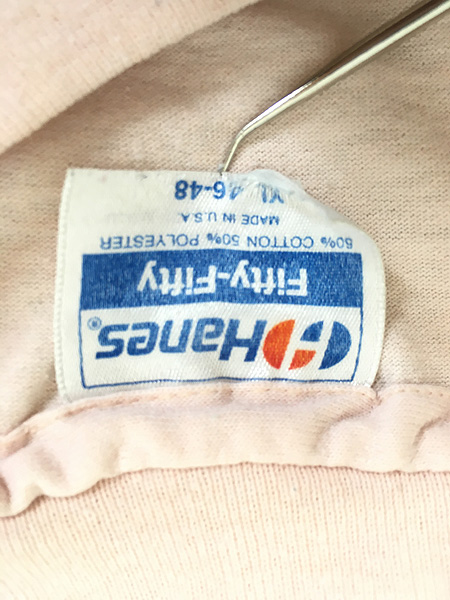 Hanes®
Fifty-Fifty
50% COTTON 50% POLYESTER
MADE IN U.S.A.
XL 46-48